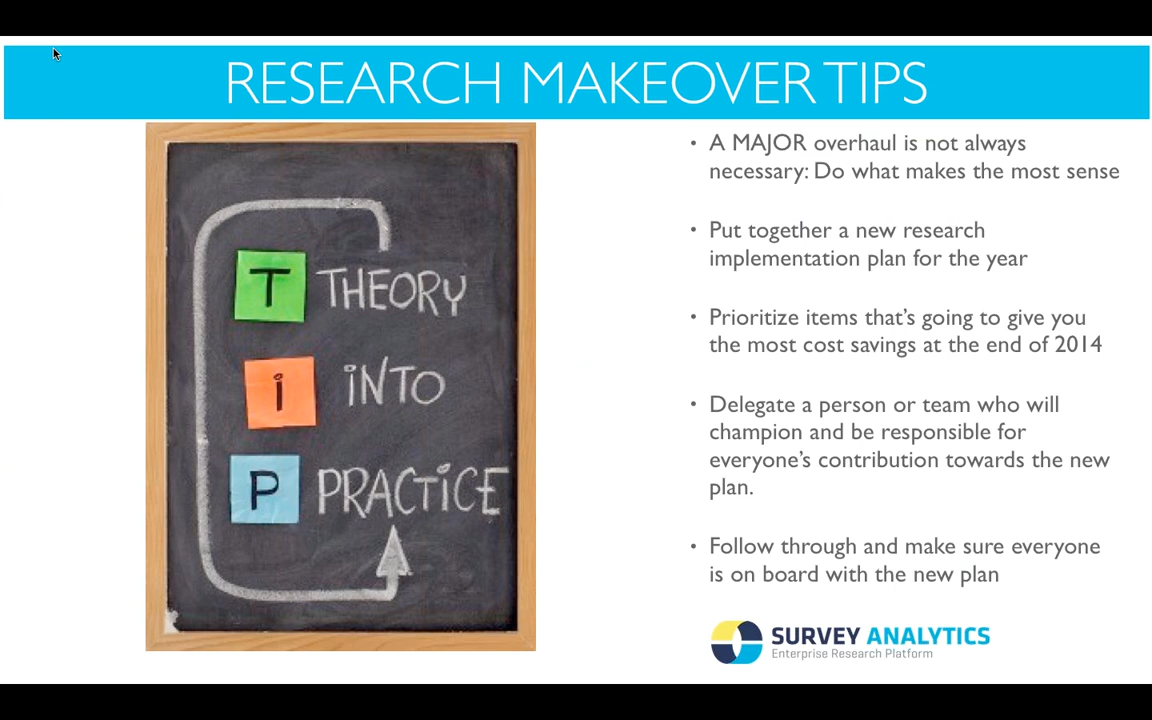 RESEARCH MAKEOVER TIPS
T THEORY
i iNTO
P PRACTiCE
• A MAJOR overhaul is not always
necessary: Do what makes the most sense
• Put together a new research
implementation plan for the year
• Prioritize items that’s going to give you
the most cost savings at the end of 2014
• Delegate a person or team who will
champion and be responsible for
everyone’s contribution towards the new
plan.
• Follow through and make sure everyone
is on board with the new plan
SURVEY ANALYTICS
Enterprise Research Platform